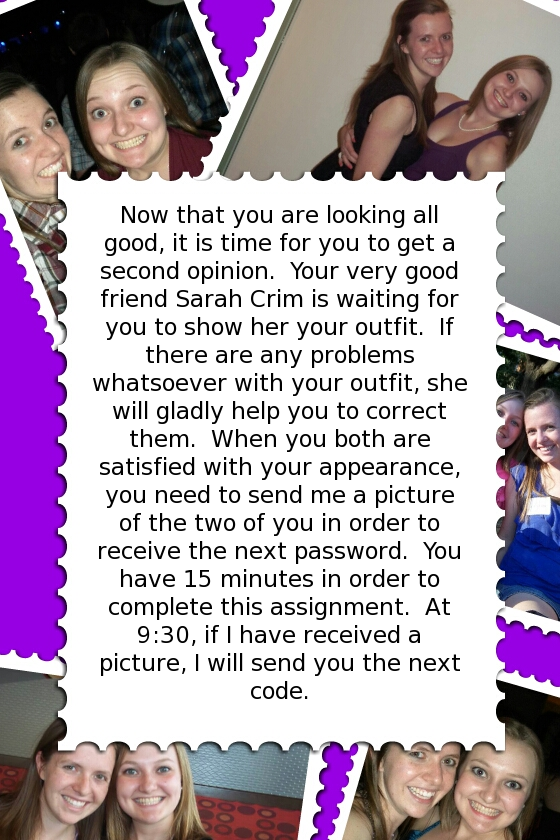 Now that you are looking all
good, it is time for you to get a
second opinion.  Your very good
friend Sarah Crim is waiting for
you to show her your outfit.  If
there are any problems
whatsoever with your outfit, she
will gladly help you to correct
them.  When you both are
satisfied with your appearance,
you need to send me a picture
of the two of you in order to
receive the next password.  You
have 15 minutes in order to
complete this assignment.  At
9:30, if I have received a
picture, I will send you the next
code.